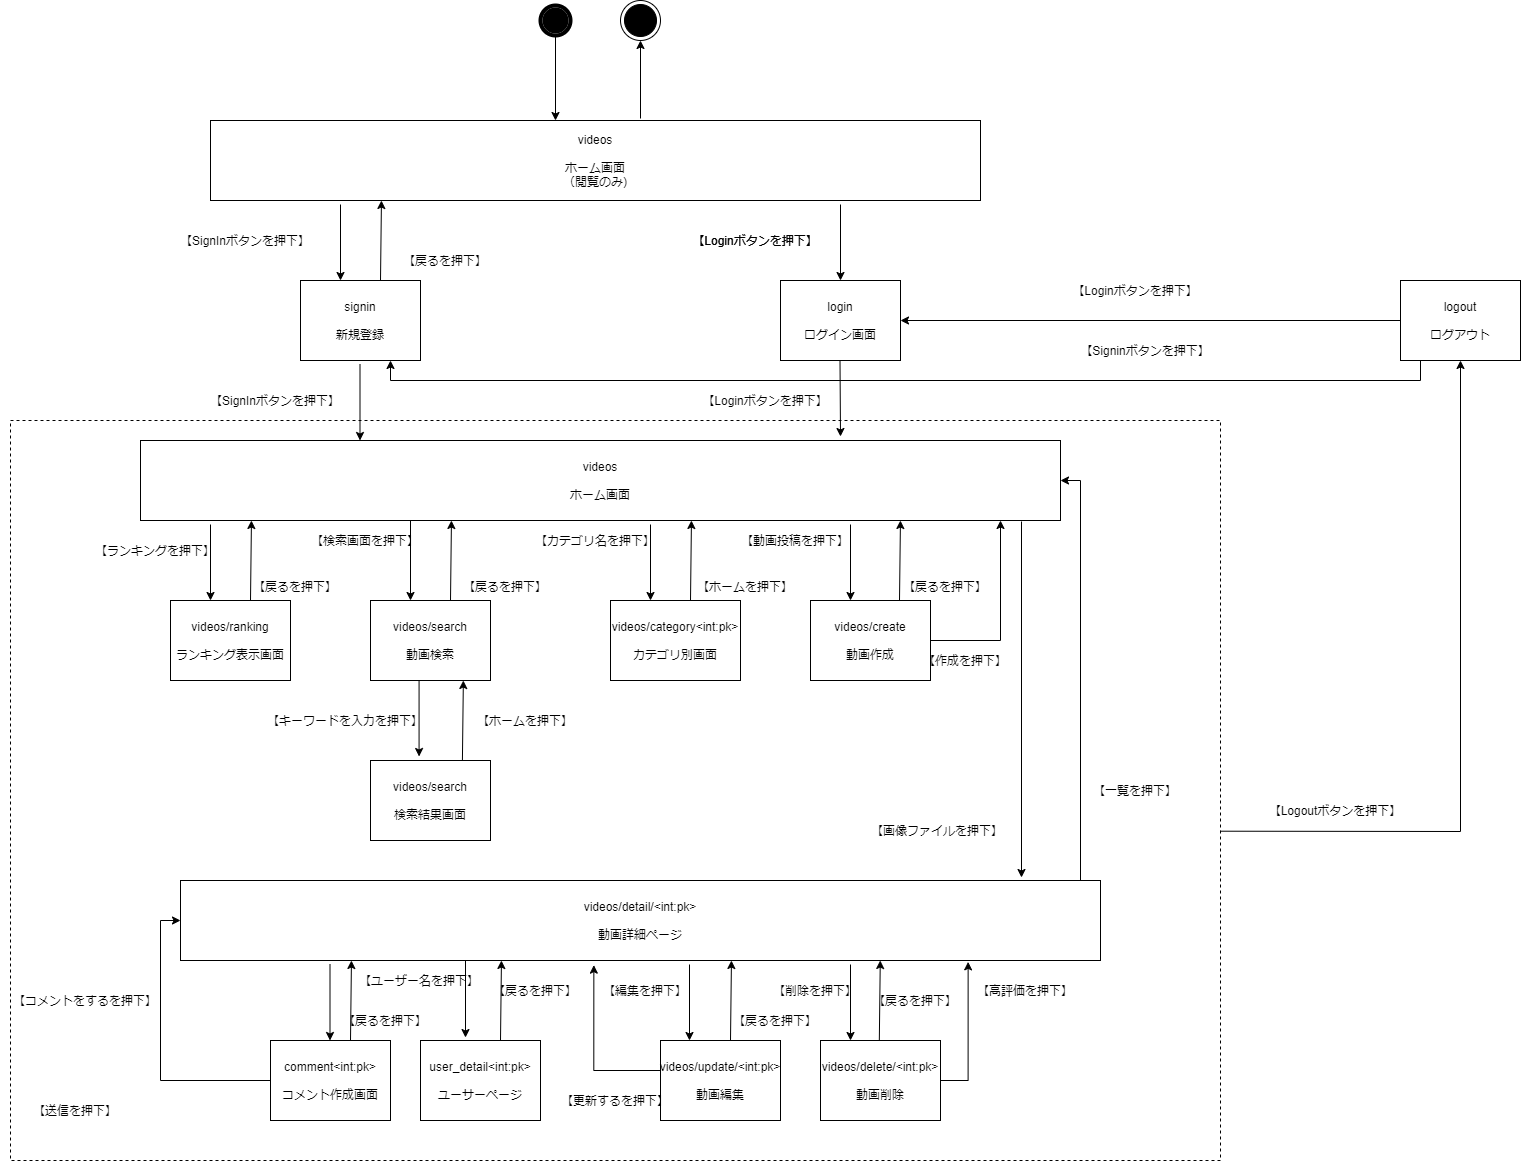 videos
ホーム画面
（閲覧のみ)
【SignInボタンを押下】
【Loginボタンを押下】
【戻るを押下】
signin
新規登録
login
ログイン画面
【Loginボタンを押下】
logout
ログアウト
【Signinボタンを押下】
【SignInボタンを押下】
【Loginボタンを押下】
videos
ホーム画面
【ランキングを押下】
【検索画面を押下】
【カテゴリ名を押下】
【動画投稿を押下】
【戻るを押下】
【戻るを押下】
【ホームを押下】
【戻るを押下】
videos/ranking
ランキング表示画面
videos/search
動画検索
videos/category<int:pk>
カテゴリ別画面
videos/create
動画作成
【作成を押下】
【キーワードを入力を押下】
【ホームを押下】
videos/search
検索結果画面
【一覧を押下】
【Logoutボタンを押下】
【画像ファイルを押下】
videos/detail/<int:pk>
動画詳細ページ
【コメントをするを押下】
【ユーザー名を押下】
【戻るを押下】
【編集を押下】
【削除を押下】
【戻るを押下】
【高評価を押下】
【戻るを押下】
【戻るを押下】
comment<int:pk>
コメント作成画面
user_detail<int:pk>
ユーザーページ
videos/update/<int:pk>
動画編集
videos/delete/<int:pk>
動画削除
【更新するを押下】
【送信を押下】